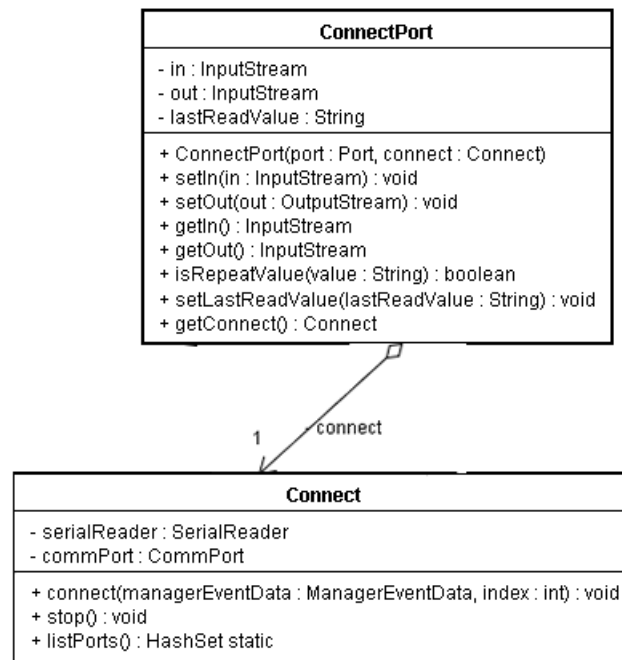 ConnectPort
- in : InputStream
- out : InputStream
- lastReadValue : String
+ ConnectPort(port : Port, connect : Connect)
+ setIn(in : InputStream) : void
+ setOut(out : OutputStream) : void
+ getIn() : InputStream
+ getOut() : InputStream
+ isRepeatValue(value : String) : boolean
+ setLastReadValue(lastReadValue : String) : void
+ getConnect() : Connect
- connect
1
Connect
- serialReader : SerialReader
- commPort : CommPort
+ connect(managerEventData : ManagerEventData, index : int) : void
+ stop() : void
+ listPorts() : HashSet static